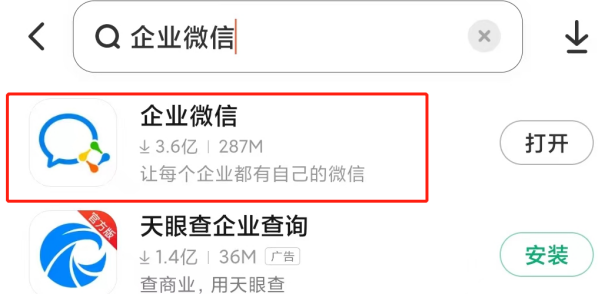 企业微信
企业微信
3.6亿 | 287M
打开
让每个企业都有自己的微信
官方版
天眼查企业查询
1.4亿 | 36M 广告
安装
查商业，用天眼查